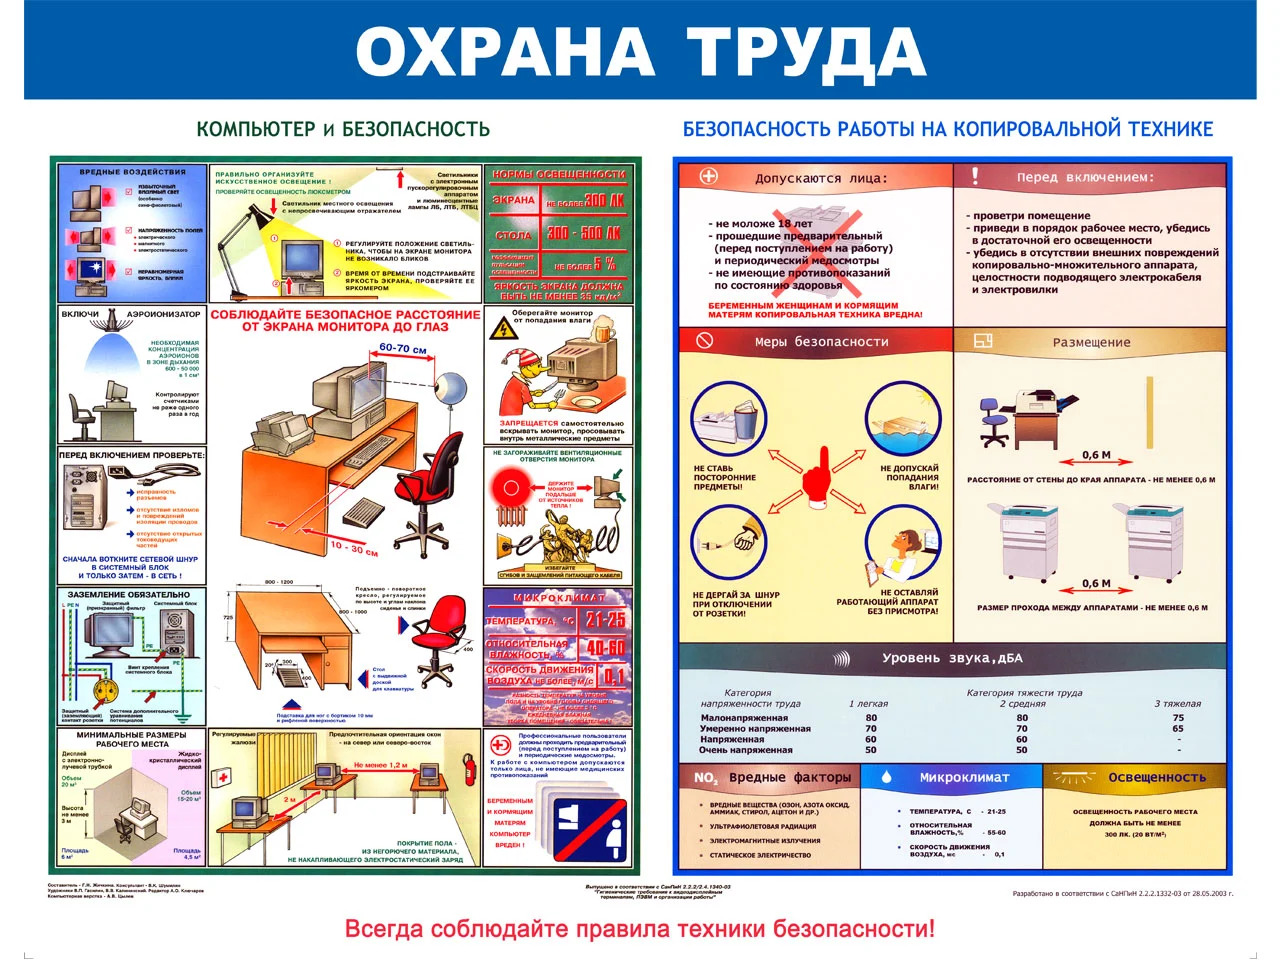 ОХРАНА ТРУДА
КОМПЬЮТЕР и БЕЗОПАСНОСТЬ
ВРЕДНЫЕ ВОЗДЕЙСТВИЯ
ИЗБЫТОЧНЫЙ
ВИДИМЫЙ СВЕТ
(особенно
сине-фиолетовый)
НАПРЯЖЕННОСТЬ ПОЛЕЙ
электрического
магнитного
электростатического
НЕРАВНОМЕРНАЯ
ЯРКОСТЬ, БЛИКИ
ПРАВИЛЬНО ОРГАНИЗУЙТЕ
ИСКУССТВЕННОЕ ОСВЕЩЕНИЕ !
ПРОВЕРЯЙТЕ ОСВЕЩЕННОСТЬ ЛЮКСМЕТРОМ
Светильник местного освещения
с непросвечивающим отражателем
Светильники
с электронным
пускорегулировочным
аппаратом
и люминесцентные
лампы ЛБ, ЛТБ, ЛТБЦ
1
1 РЕГУЛИРУЙТЕ ПОЛОЖЕНИЕ СВЕТИЛЬ-
НИКА, ЧТОБЫ НА ЭКРАНЕ МОНИТОРА
НЕ ВОЗНИКАЛО БЛИКОВ
2
2 ВРЕМЯ ОТ ВРЕМЕНИ ПОДСТРАИВАЙТЕ
ЯРКОСТЬ ЭКРАНА, ПРОВЕРЯЙТЕ ЕЕ
ЯРКОМЕРОМ
НОРМЫ ОСВЕЩЕННОСТИ
ЭКРАНА НЕ БОЛЕЕ 300 ЛК
СТОЛА 300 - 500 ЛК
НЕ БОЛЕЕ 5 %
ЯРКОСТЬ ЭКРАНА ДОЛЖНА
БЫТЬ НЕ МЕНЕЕ 35 кд/м²
ВКЛЮЧИ АЭРОИОНИЗАТОР
НЕОБХОДИМАЯ
КОНЦЕНТРАЦИЯ
АЭРОИОНОВ
В ЗОНЕ ДЫХАНИЯ
600 - 50 000
в 1 см³
Контролируют
счетчиками
не реже одного
раза в год
СОБЛЮДАЙТЕ БЕЗОПАСНОЕ РАССТОЯНИЕ
ОТ ЭКРАНА МОНИТОРА ДО ГЛАЗ
60-70 см
10 - 30 см
Оберегайте монитор
от попадания влаги
ЗАПРЕЩАЕТСЯ самостоятельно
вскрывать монитор, просовывать
внутрь металлические предметы
ПЕРЕД ВКЛЮЧЕНИЕМ ПРОВЕРЬТЕ:
исправность
разъемов
отсутствие изломов
и повреждений
изоляции проводов
отсутствие открытых
токоведущих
частей
СНАЧАЛА ВОТКНИТЕ СЕТЕВОЙ ШНУР
В СИСТЕМНЫЙ БЛОК
И ТОЛЬКО ЗАТЕМ - В СЕТЬ !
НЕ ЗАГОРАЖИВАЙТЕ ВЕНТИЛЯЦИОННЫЕ
ОТВЕРСТИЯ МОНИТОРА
ДЕРЖИТЕ
МОНИТОР
ПОДАЛЬШЕ
ОТ ИСТОЧНИКОВ
ТЕПЛА !
ИЗБЕГАЙТЕ
СГИБОВ И ЗАЩЕМЛЕНИЙ ПИТАЮЩЕГО КАБЕЛЯ
ЗАЗЕМЛЕНИЕ ОБЯЗАТЕЛЬНО
L PE N
Защитный
(приэкранный) фильтр
Системный блок
PE
PE
Винт крепления
системного блока
Защитный
(заземляющий)
контакт розетки
Система дополнительного
уравнивания
потенциалов
800 - 1200
725
800 - 1000
Подъемно - поворотное
кресло, регулируемое
по высоте и углам наклона
сиденья и спинки
400
20°
300
400
Стол
с выдвижной
доской
для клавиатуры
Подставка для ног с бортиком 10 мм
и рифленой поверхностью
МИКРОКЛИМАТ
ТЕМПЕРАТУРА, °С 21-25
ОТНОСИТЕЛЬНАЯ
ВЛАЖНОСТЬ, % 40-60
СКОРОСТЬ ДВИЖЕНИЯ
ВОЗДУХА НЕ БОЛЕЕ, м/с 0,1
МИНИМАЛЬНЫЕ РАЗМЕРЫ
РАБОЧЕГО МЕСТА
Дисплей
с электронно-
лучевой трубкой
Жидко-
кристаллический
дисплей
Объем
20 м³
Объем
15-20 м³
Высота
не менее
3 м
Площадь
6 м²
Площадь
4,5 м²
Регулируемые
жалюзи
Предпочтительная ориентация окон
- на север или северо-восток
Не менее 1,2 м
2 м
ПОКРЫТИЕ ПОЛА -
ИЗ НЕГОРЮЧЕГО МАТЕРИАЛА,
НЕ НАКАПЛИВАЮЩЕГО ЭЛЕКТРОСТАТИЧЕСКИЙ ЗАРЯД
Профессиональные пользователи
должны проходить предварительный
(перед поступлением на работу)
и периодические медосмотры.
К работе с компьютером допускаются
только лица, не имеющие медицинских
противопоказаний
БЕРЕМЕННЫМ
И КОРМЯЩИМ
МАТЕРЯМ
КОМПЬЮТЕР
ВРЕДЕН !
Составитель - Г.Н. Жичкина. Консультант - В.К. Шумилин
Художники В.П. Гасилин, В.В. Калиновский. Редактор А.О. Ключаров
Компьютерная верстка - А.В. Цылев
Выпущено в соответствии с СанПиН 2.2.2/2.4.1340-03
"Гигиенические требования к видеодисплейным
терминалам, ПЭВМ и организации работы"
БЕЗОПАСНОСТЬ РАБОТЫ НА КОПИРОВАЛЬНОЙ ТЕХНИКЕ
Допускаются лица:
- не моложе 18 лет
- прошедшие предварительный
(перед поступлением на работу)
и периодический медосмотры
- не имеющие противопоказаний
по состоянию здоровья
БЕРЕМЕННЫМ ЖЕНЩИНАМ И КОРМЯЩИМ
МАТЕРЯМ КОПИРОВАЛЬНАЯ ТЕХНИКА ВРЕДНА!
! Перед включением:
- проветри помещение
- приведи в порядок рабочее место, убедись
в достаточной его освещенности
- убедись в отсутствии внешних повреждений
копировально-множительного аппарата,
целостности подводящего электрокабеля
и электровилки
Меры безопасности
НЕ СТАВЬ
ПОСТОРОННИЕ
ПРЕДМЕТЫ!
НЕ ДОПУСКАЙ
ПОПАДАНИЯ
ВЛАГИ!
НЕ ДЕРГАЙ ЗА ШНУР
ПРИ ОТКЛЮЧЕНИИ
ОТ РОЗЕТКИ!
НЕ ОСТАВЛЯЙ
РАБОТАЮЩИЙ АППАРАТ
БЕЗ ПРИСМОТРА!
Размещение
0,6 М
РАССТОЯНИЕ ОТ СТЕНЫ ДО КРАЯ АППАРАТА - НЕ МЕНЕЕ 0,6 М
0,6 М
РАЗМЕР ПРОХОДА МЕЖДУ АППАРАТАМИ - НЕ МЕНЕЕ 0,6 М
Уровень звука, дБА
Категория
напряженности труда
Категория тяжести труда
1 легкая 2 средняя 3 тяжелая
Малонапряженная 80 80 75
Умеренно напряженная 70 70 65
Напряженная 60 60 -
Очень напряженная 50 50 -
NO₂ Вредные факторы
ВРЕДНЫЕ ВЕЩЕСТВА (ОЗОН, АЗОТА ОКСИД,
АММИАК, СТИРОЛ, АЦЕТОН И ДР.)
УЛЬТРАФИОЛЕТОВАЯ РАДИАЦИЯ
ЭЛЕКТРОМАГНИТНЫЕ ИЗЛУЧЕНИЯ
СТАТИЧЕСКОЕ ЭЛЕКТРИЧЕСТВО
Микроклимат
ТЕМПЕРАТУРА, С - 21-25
ОТНОСИТЕЛЬНАЯ
ВЛАЖНОСТЬ,% - 55-60
СКОРОСТЬ ДВИЖЕНИЯ
ВОЗДУХА, мс - 0,1
Освещенность
ОСВЕЩЕННОСТЬ РАБОЧЕГО МЕСТА
ДОЛЖНА БЫТЬ НЕ МЕНЕЕ
300 ЛК. (20 ВТ/М²)
Разработано в соответствии с СаНПиН 2.2.2.1332-03 от 28.05.2003 г.
Всегда соблюдайте правила техники безопасности!